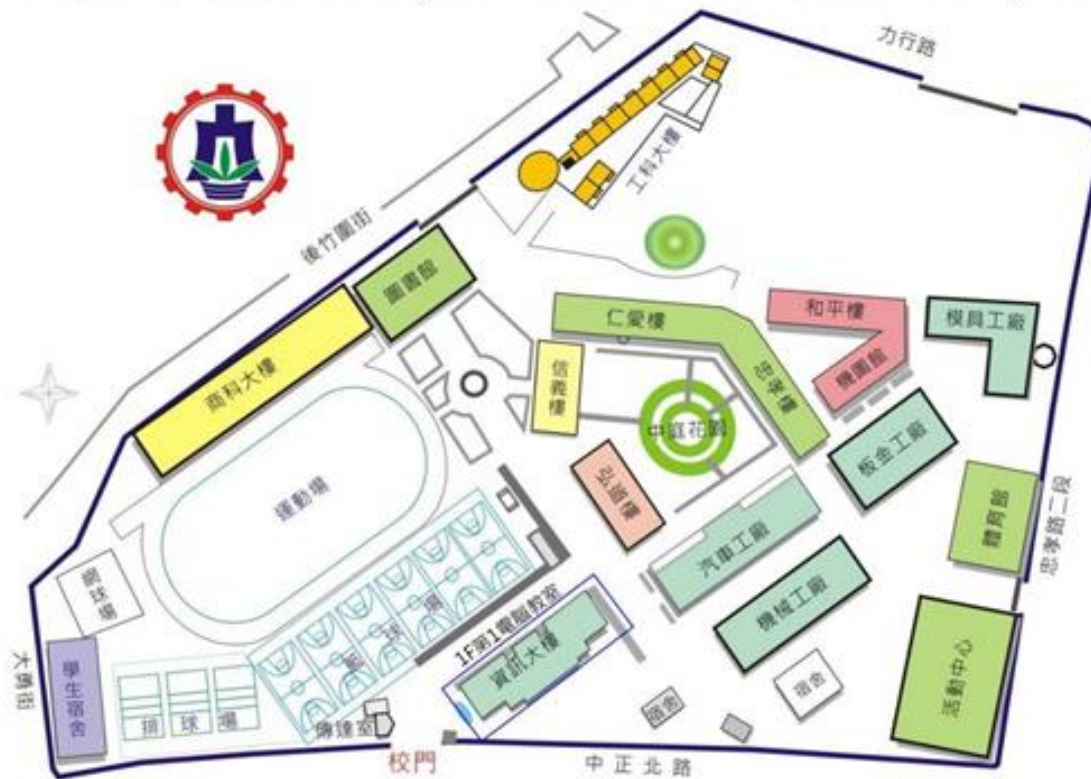 力行路
工科大樓
後竹圍街
圖書館
和平樓
模具工廠
仁愛樓
信義樓
商科大樓
忠孝樓
機圖館
中庭花園
板金工廠
弘道樓
運動場
體育館
忠孝路二段
汽車工廠
網球場
籃球場
1F第1電腦教室
機械工廠
資訊大樓
大勇街
學生宿舍
排球場
宿舍
宿舍
活動中心
傳達室
校門
中正北路